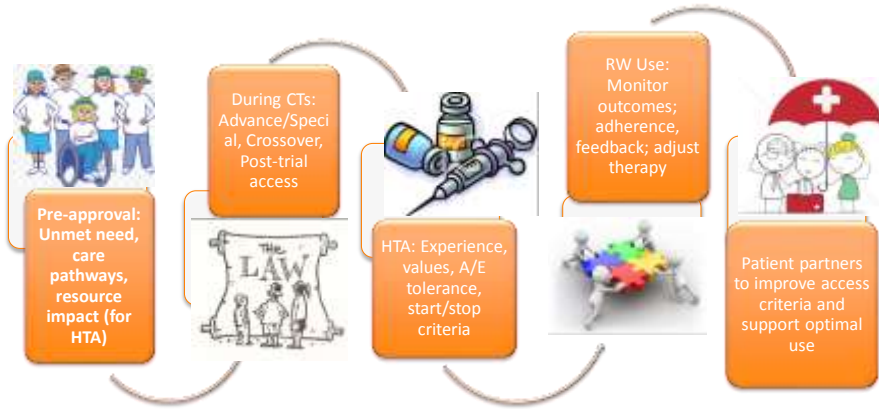 Pre-approval:
Unmet need,
care
pathways,
resource
impact (for
HTA)
During CTs:
Advance/Speci
al, Crossover,
Post-trial
access
THE
LAW
HTA: Experience,
values, A/E
tolerance,
start/stop
criteria
RW Use:
Monitor
outcomes;
adherence,
feedback; adjust
therapy
Patient partners
to improve access
criteria and
support optimal
use